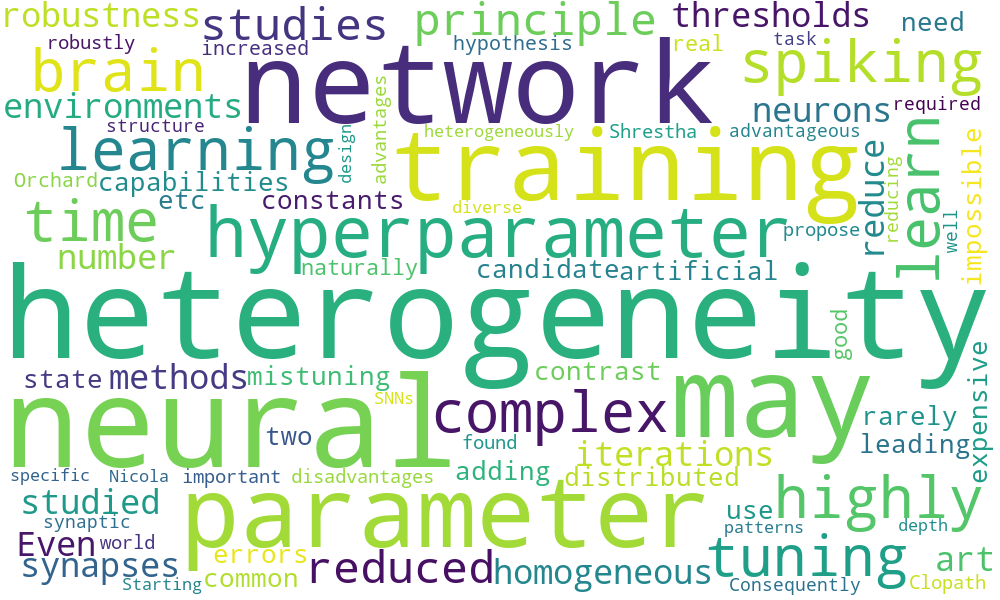 robustness studies principle thresholds need
robustly increased hypothesis real task
brain network spiking
environments advantages neurons required
structure heterogeneously Shrestha advantageous
learning design training reduce learn impossible
Orchard capabilities etc constants diverse reducing well
time hyperparameter propose
number naturally candidate artificial
heterogeneity good
state methods mistuning contrast may expensive
neural SNNs complex rarely
two found iterations leading
specific Nicola important disadvantages adding distributed highly
studied parameter use
synaptic patterns depth
Even world errors tuning art
synapses common reduced homogeneous
Starting Consequently Clopath